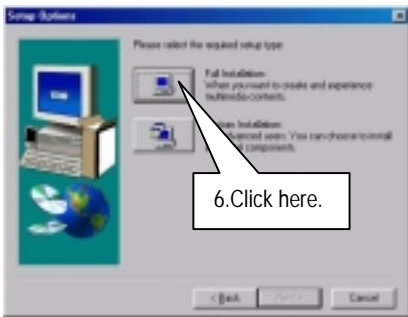 Setup Options
Please select the required setup type:
Full Installation:
When you want to create and experience
multimedia contents.
Installation:
advanced users. You can choose to install
components.
6.Click here.
< Back
Next >
Cancel